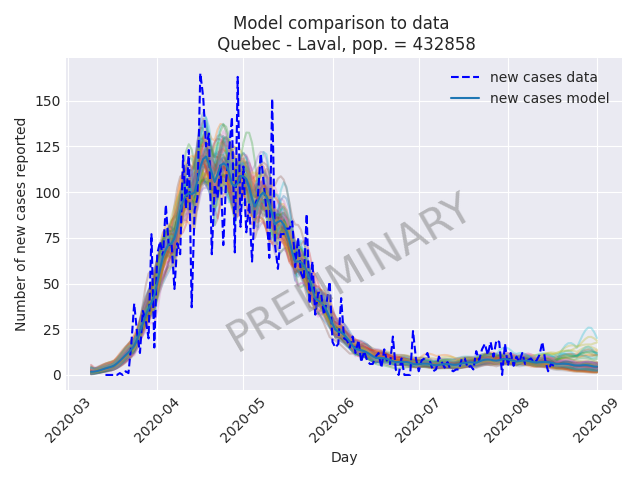 Model comparison to data
Quebec - Laval, pop. = 432858
new cases data
new cases model
Number of new cases reported
150
125
100
75
50
25
0
PRELIMINARY
2020-03
2020-04
2020-05
2020-06
2020-07
2020-08
2020-09
Day